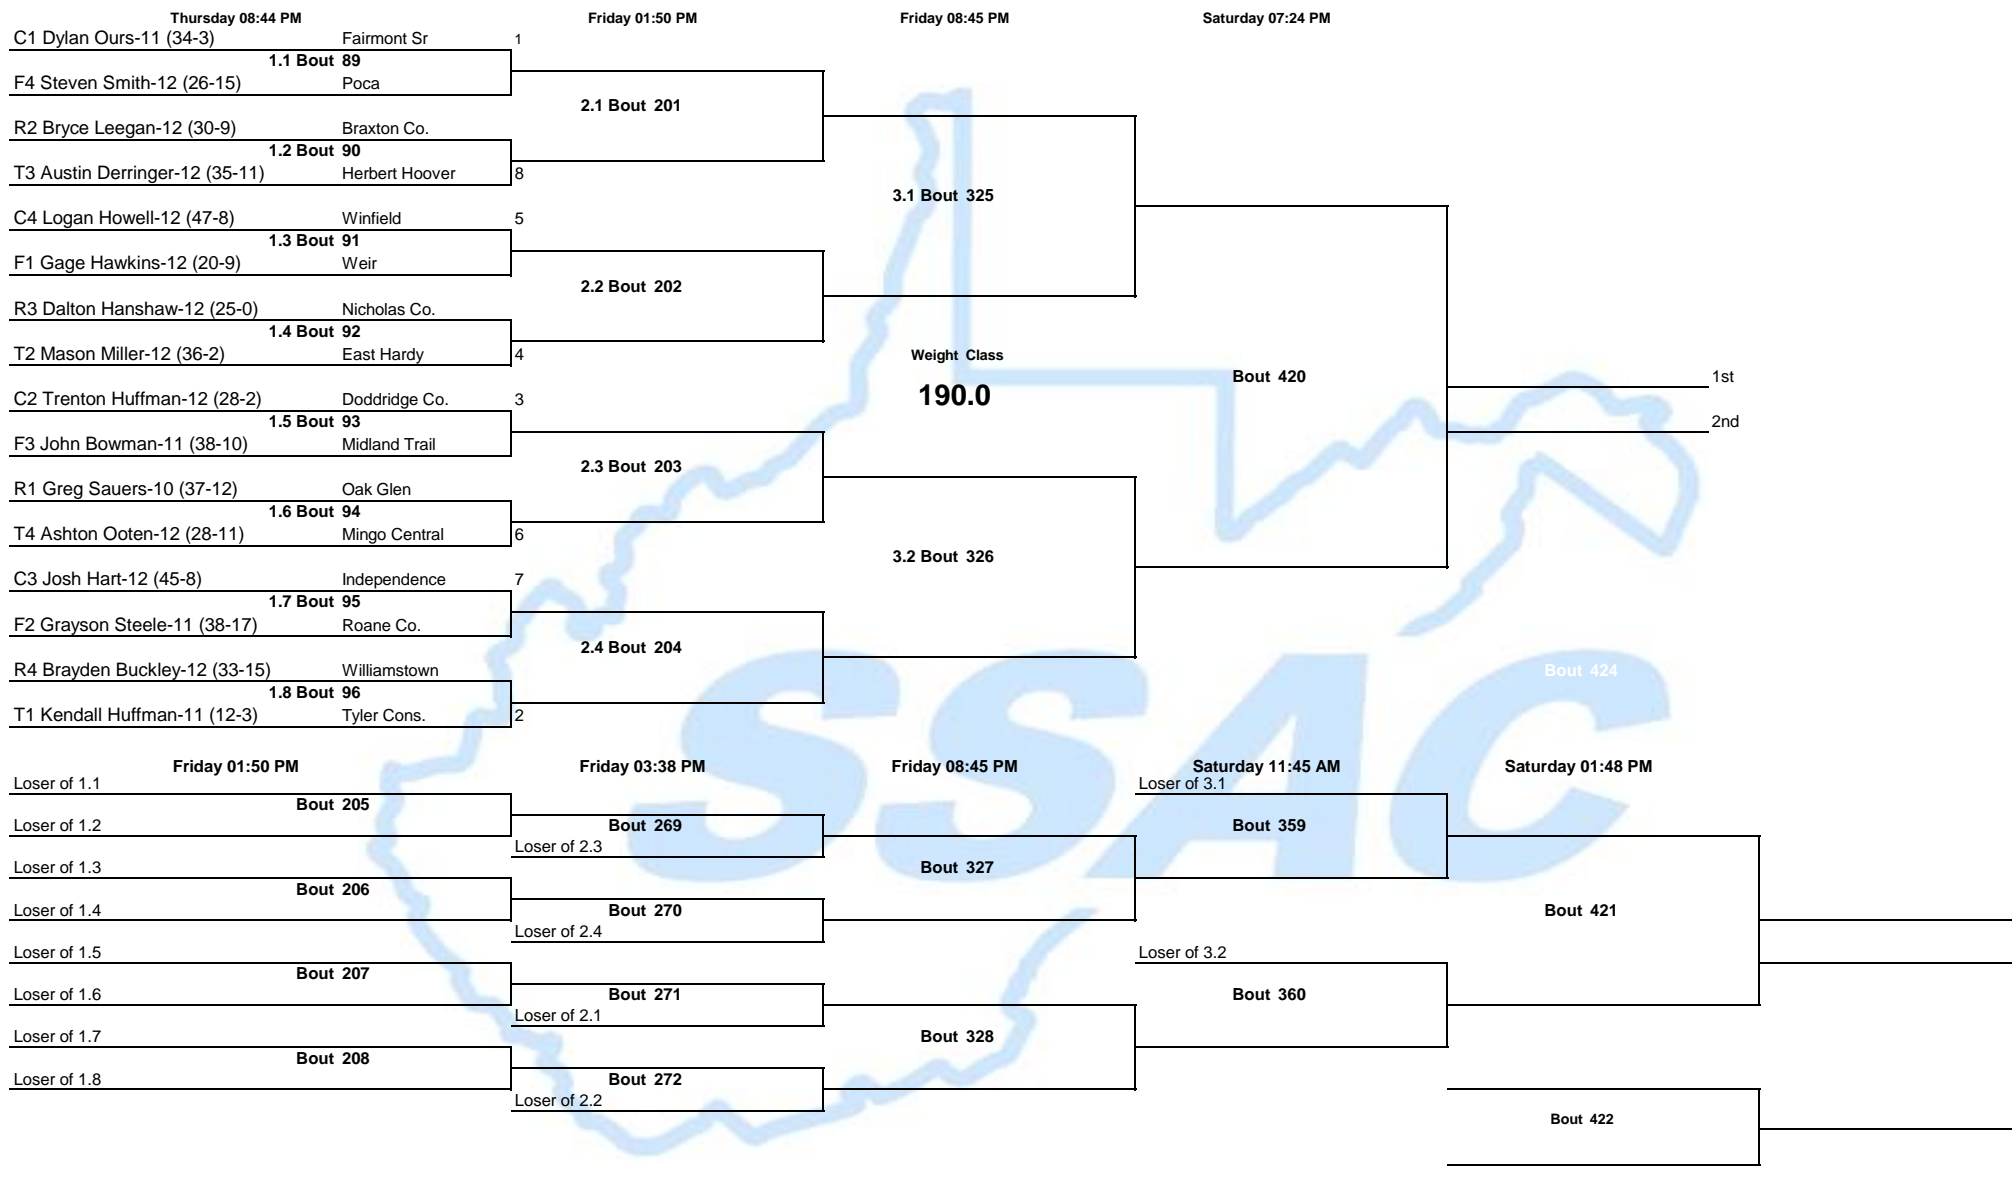 Thursday 08:44 PM Friday 01:50 PM Friday 08:45 PM Saturday 07:24 PM
C1 Dylan Ours-11 (34-3) Fairmont Sr 1
1.1 Bout 89
F4 Steven Smith-12 (26-15) Poca
2.1 Bout 201
R2 Bryce Leegan-12 (30-9) Braxton Co.
1.2 Bout 90
T3 Austin Derringer-12 (35-11) Herbert Hoover 8
3.1 Bout 325
C4 Logan Howell-12 (47-8) Winfield 5
1.3 Bout 91
F1 Gage Hawkins-12 (20-9) Weir
2.2 Bout 202
R3 Dalton Hanshaw-12 (25-0) Nicholas Co.
1.4 Bout 92
T2 Mason Miller-12 (36-2) East Hardy 4
Weight Class
Bout 420 1st
190.0
C2 Trenton Huffman-12 (28-2) Doddridge Co. 3
1.5 Bout 93 2nd
F3 John Bowman-11 (38-10) Midland Trail
2.3 Bout 203
R1 Greg Sauers-10 (37-12) Oak Glen
1.6 Bout 94
T4 Ashton Ooten-12 (28-11) Mingo Central 6
3.2 Bout 326
C3 Josh Hart-12 (45-8) Independence 7
1.7 Bout 95
F2 Grayson Steele-11 (38-17) Roane Co.
2.4 Bout 204
R4 Brayden Buckley-12 (33-15) Williamstown Bout 424
1.8 Bout 96
T1 Kendall Huffman-11 (12-3) Tyler Cons. 2
SSAC
Friday 01:50 PM Friday 03:38 PM Friday 08:45 PM Saturday 11:45 AM Saturday 01:48 PM
Loser of 1.1 Loser of 3.1
Bout 205
Loser of 1.2 Bout 269 Bout 359
Loser of 2.3
Loser of 1.3 Bout 327
Bout 206
Loser of 1.4 Bout 270 Bout 421
Loser of 2.4
Loser of 1.5 Loser of 3.2
Bout 207
Loser of 1.6 Bout 271 Bout 360
Loser of 2.1
Loser of 1.7 Bout 328
Bout 208
Loser of 1.8 Bout 272
Loser of 2.2
Bout 422